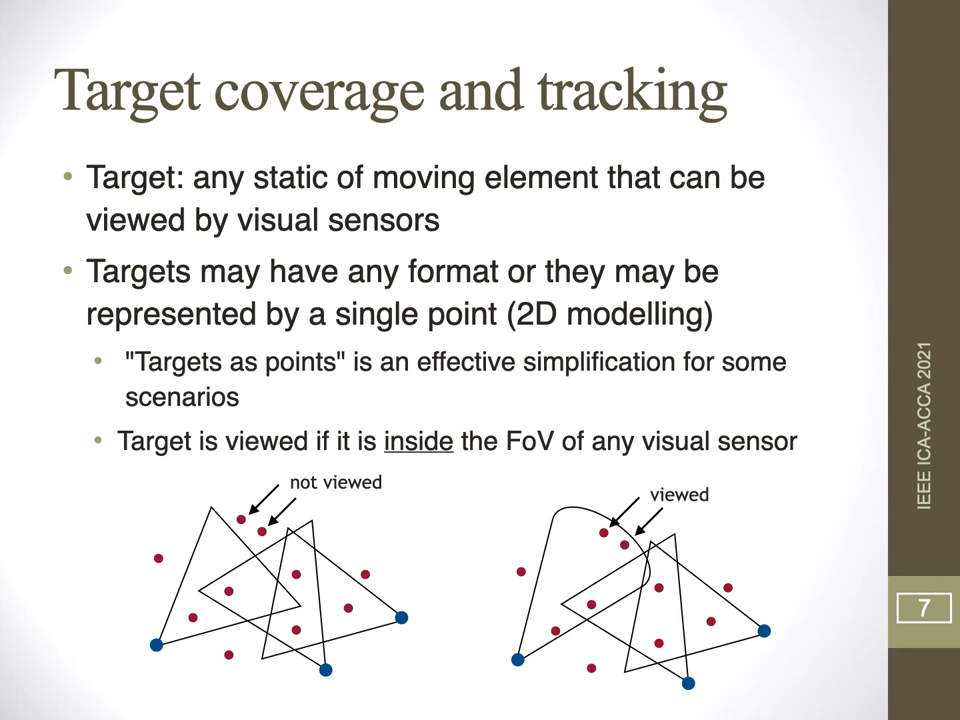 Target coverage and tracking
• Target: any static of moving element that can be
viewed by visual sensors
• Targets may have any format or they may be
represented by a single point (2D modelling)
• "Targets as points" is an effective simplification for some
scenarios
• Target is viewed if it is inside the FoV of any visual sensor
not viewed
viewed
IEEE ICA-ACCA 2021
7